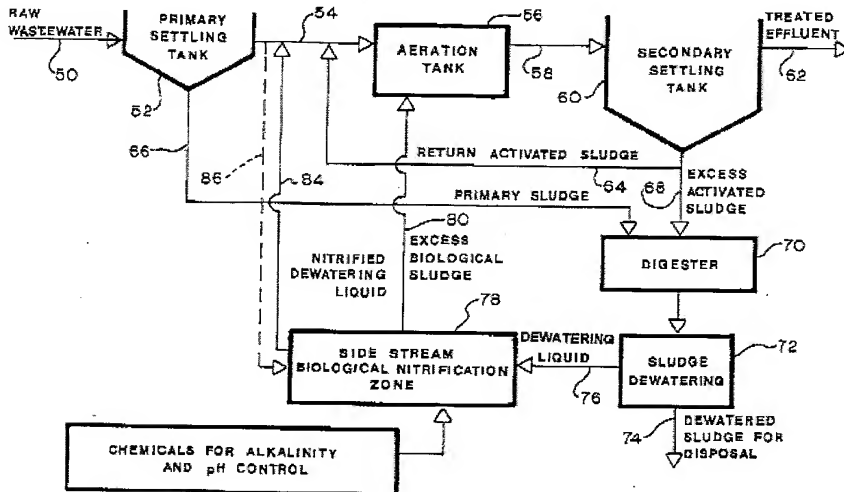 RAW
WASTEWATER
50
PRIMARY
SETTLING
TANK
52
54
56
AERATION
TANK
58
60
SECONDARY
SETTLING
TANK
TREATED
EFFLUENT
62
66
86
84
RETURN ACTIVATED SLUDGE
64
68
EXCESS
ACTIVATED
SLUDGE
PRIMARY SLUDGE
80
EXCESS
BIOLOGICAL
SLUDGE
NITRIFIED
DEWATERING
LIQUID
70
DIGESTER
78
SIDE STREAM
BIOLOGICAL NITRIFICATION
ZONE
DEWATERING
LIQUID
76
72
SLUDGE
DEWATERING
74
DEWATERED
SLUDGE FOR
DISPOSAL
CHEMICALS FOR ALKALINITY
AND pH CONTROL